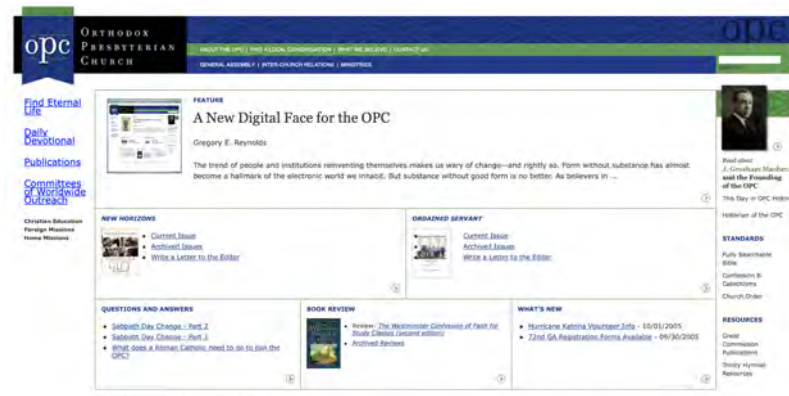 opc
ORTHODOX
PRESBYTERIAN
CHURCH
opc
ABOUT THE OPC | FIND A LOCAL CONGREGATION | WHAT WE BELIEVE | CONTACT US
GENERAL ASSEMBLY | INTER-CHURCH RELATIONS | MINISTRIES
Find Eternal
Life
Daily
Devotional
Publications
Committees
of Worldwide
Outreach
Christian Education
Foreign Missions
Home Missions
FEATURE
A New Digital Face for the OPC
Gregory E. Reynolds
The trend of people and institutions reinventing themselves makes us wary of change—and rightly so. Form without substance has almost
become a hallmark of the electronic world we inhabit. But substance without good form is no better. As believers in ...
NEW HORIZONS
Current Issue
Archived Issues
Write a Letter to the Editor
ORDAINED SERVANT
Current Issue
Archived Issues
Write a Letter to the Editor
QUESTIONS AND ANSWERS
Sabbath Day Change - Part 2
Sabbath Day Change - Part 1
What does a Roman Catholic need to do to join the
OPC?
BOOK REVIEW
Review: The Westminster Confession of Faith for
Study Classes (second edition)
Archived Reviews
WHAT'S NEW
Hurricane Katrina Volunteer Info - 10/01/2005
72nd GA Registration Forms Available - 09/30/2005
Read about
J. Gresham Machen
and the Founding
of the OPC
This Day in OPC Histor
Historian of the OPC
STANDARDS
Fully Searchable
Bible
Confession &
Catechisms
Church Order
RESOURCES
Great
Commission
Publications
Trinity Hymnal
Resources